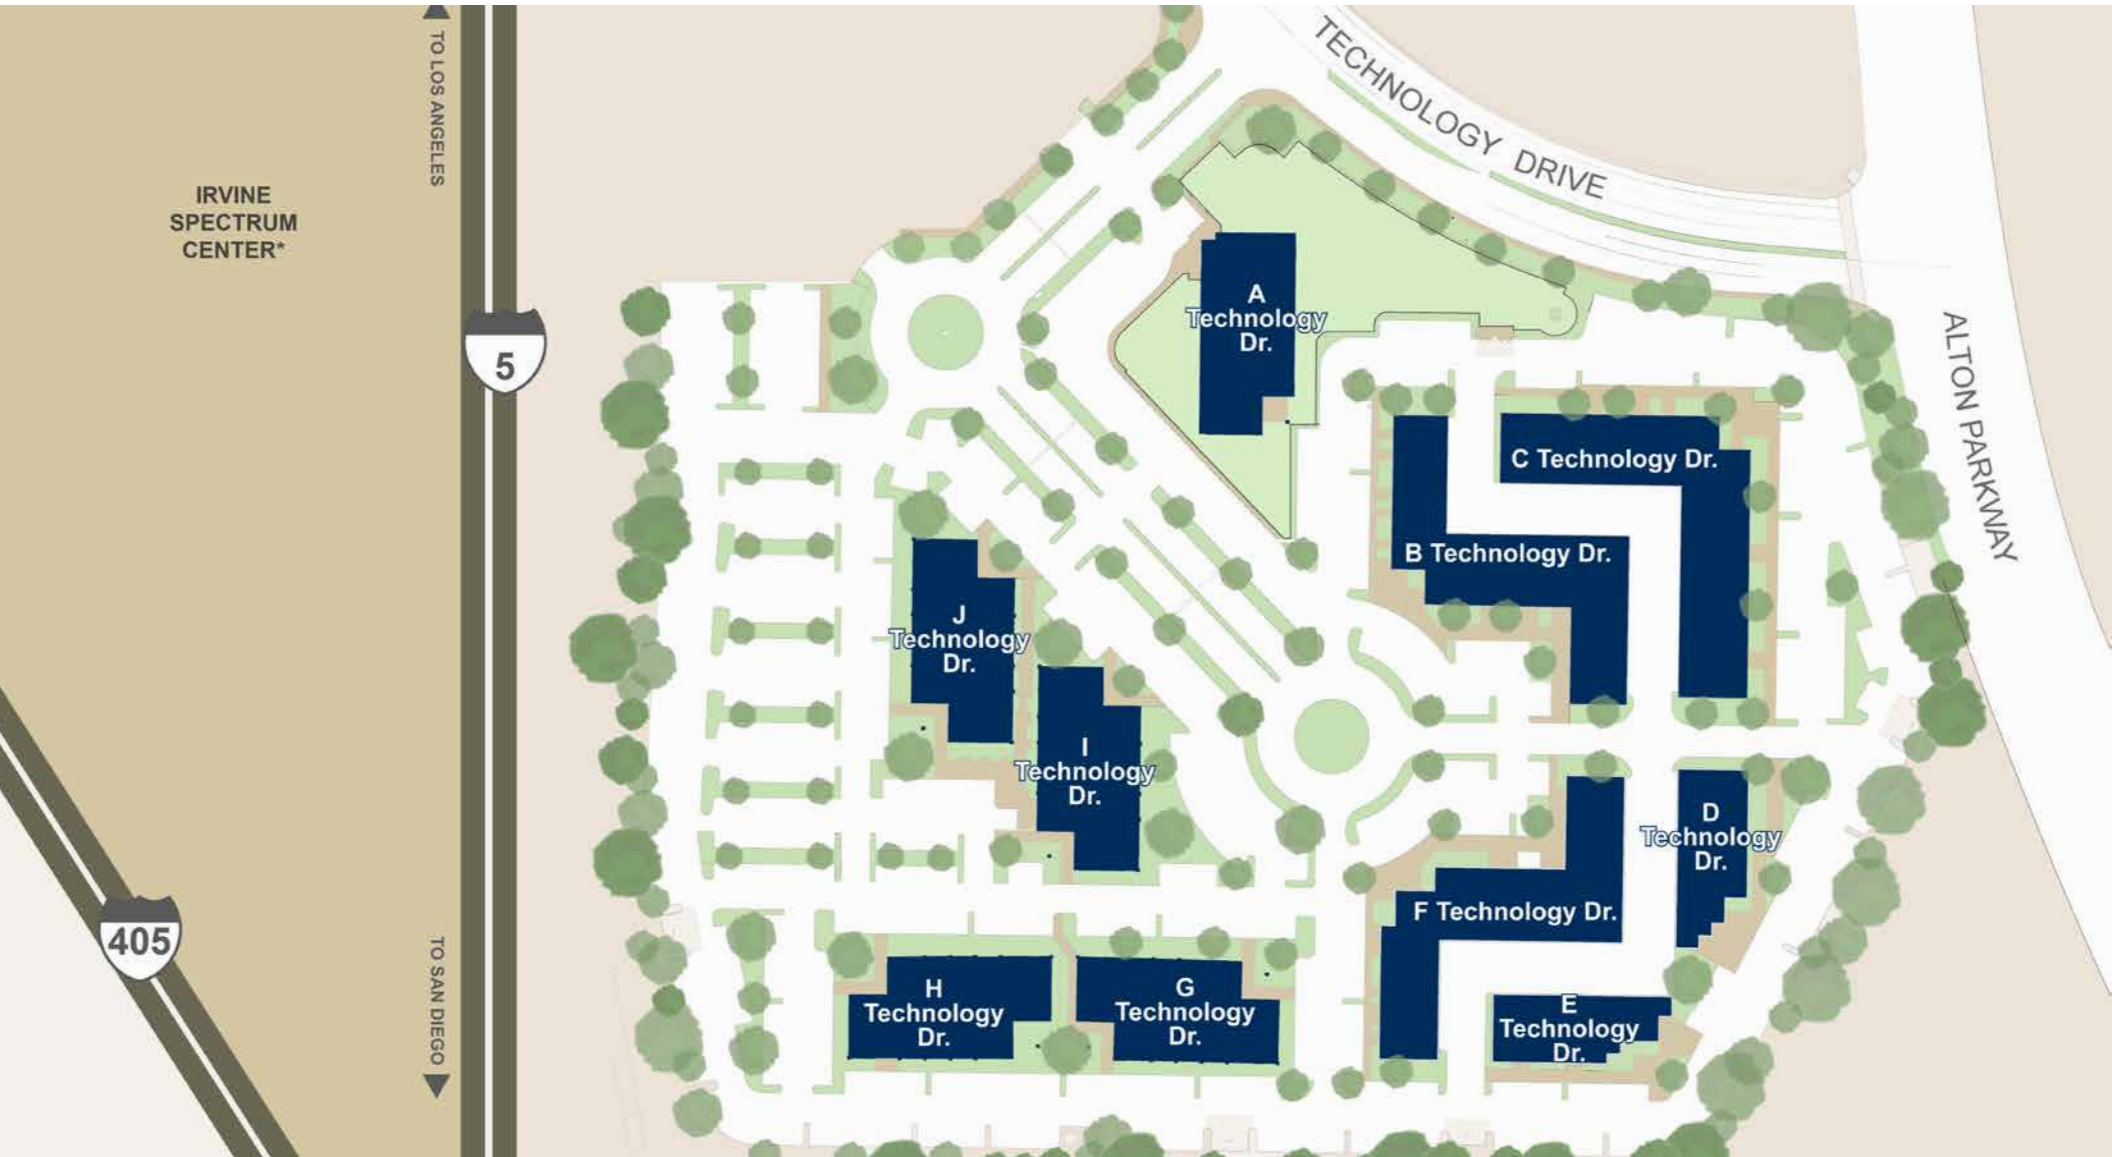 TO LOS ANGELES
TECHNOLOGY DRIVE
IRVINE
SPECTRUM
CENTER*
5
A
Technology
Dr.
ALTON PARKWAY
C Technology Dr.
B Technology Dr.
J
Technology
Dr.
I
Technology
Dr.
D
Technology
Dr.
F Technology Dr.
405
TO SAN DIEGO
H
Technology
Dr.
G
Technology
Dr.
E
Technology
Dr.